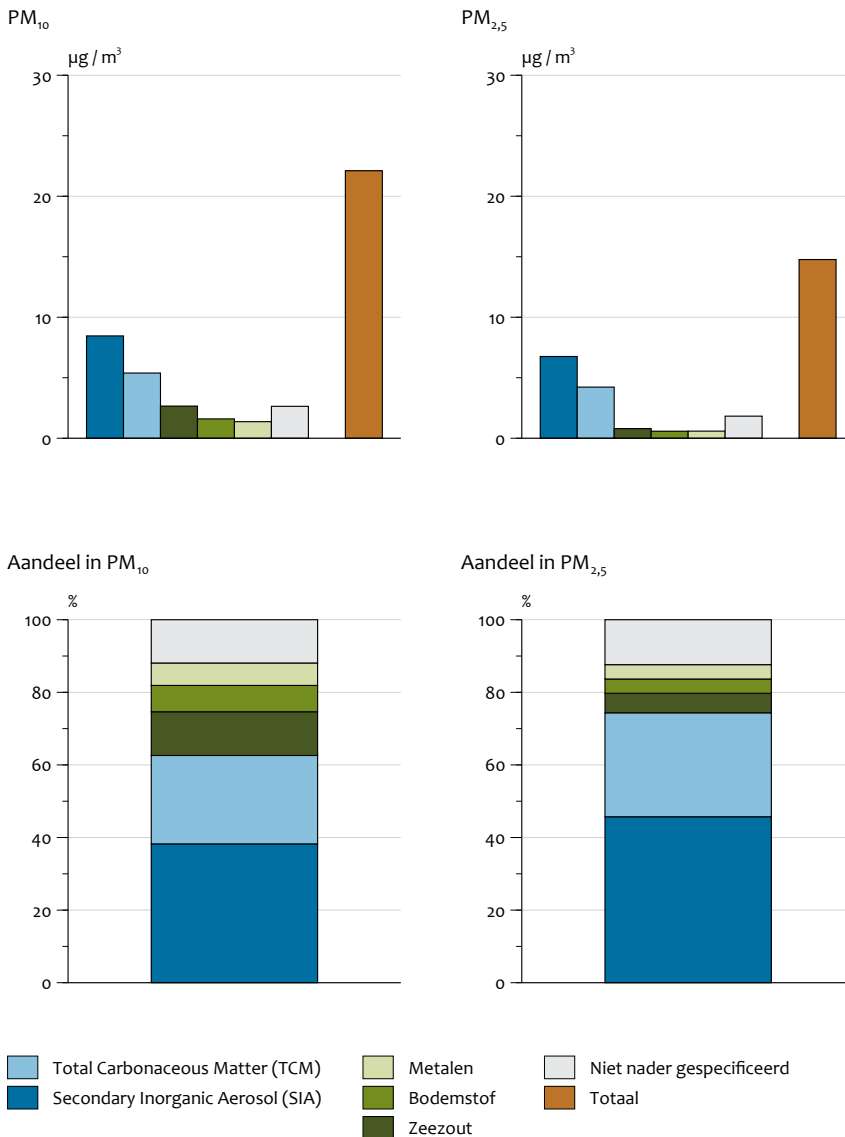 PM₁₀
µg / m³
30
20
10
0
PM₂,₅
µg / m³
30
20
10
0
Aandeel in PM₁₀
%
100
80
60
40
20
0
Aandeel in PM₂,₅
%
100
80
60
40
20
0
Total Carbonaceous Matter (TCM)
Secondary Inorganic Aerosol (SIA)
Metalen
Bodemstof
Zeezout
Niet nader gespecificeerd
Totaal